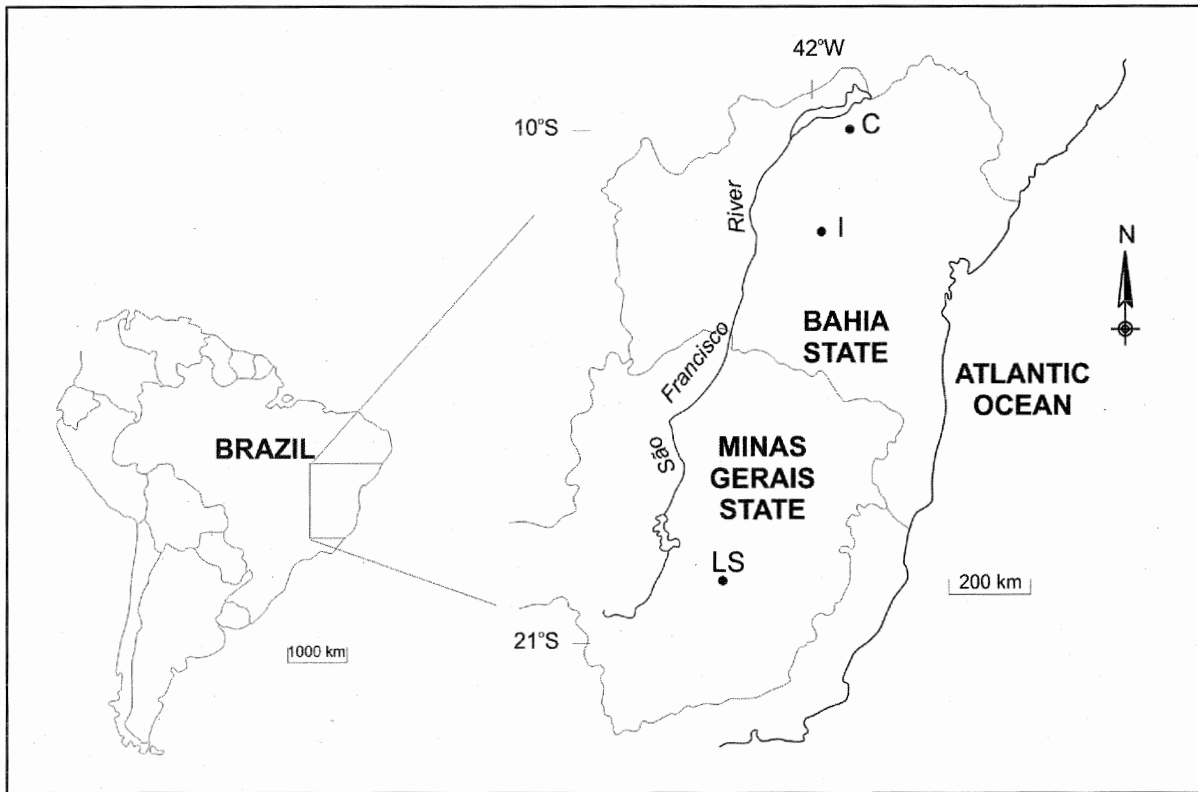 42°W
10°S
C
River
I
N
BAHIA
STATE
Francisco
ATLANTIC
OCEAN
BRAZIL
São
MINAS
GERAIS
STATE
LS
200 km
21°S
1000 km